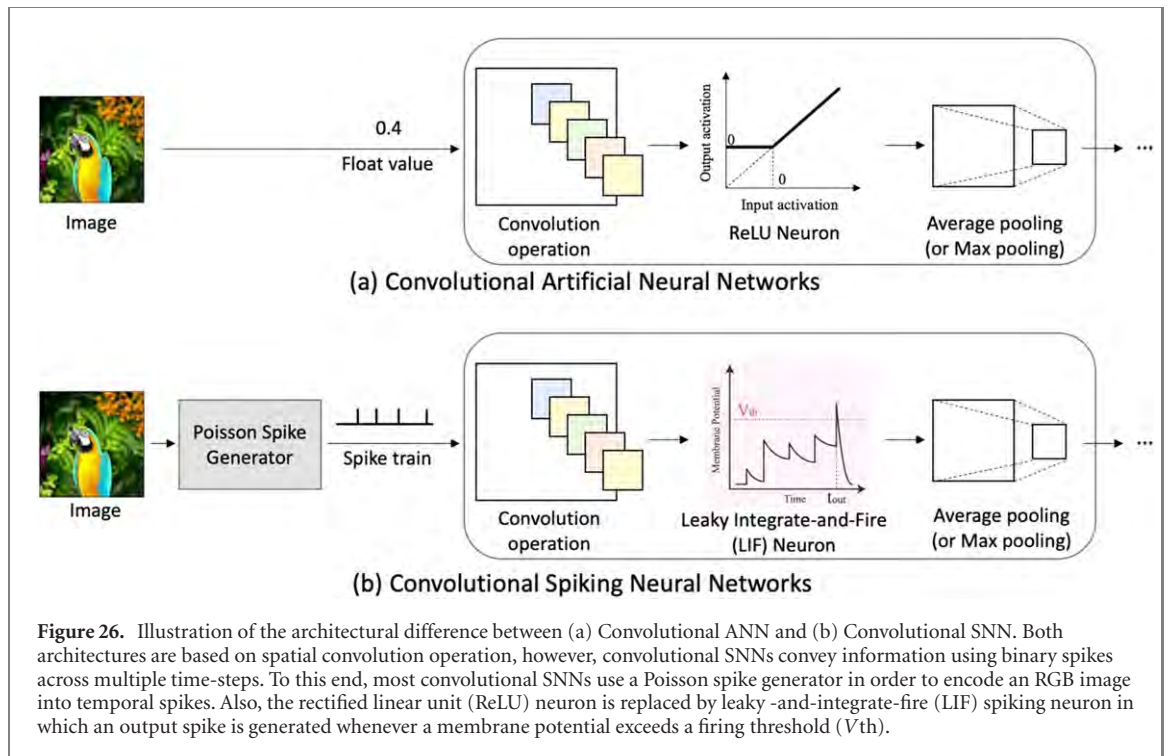 0.4
Float value
Image
Convolution
operation
Output activation
0
0
Input activation
ReLU Neuron
Average pooling
(or Max pooling)
...
(a) Convolutional Artificial Neural Networks
Image
Poisson Spike
Generator
Spike train
Convolution
operation
Membrane Potential
Vth
Time
tout
Leaky Integrate-and-Fire
(LIF) Neuron
Average pooling
(or Max pooling)
...
(b) Convolutional Spiking Neural Networks
Figure 26. Illustration of the architectural difference between (a) Convolutional ANN and (b) Convolutional SNN. Both
architectures are based on spatial convolution operation, however, convolutional SNNs convey information using binary spikes
across multiple time-steps. To this end, most convolutional SNNs use a Poisson spike generator in order to encode an RGB image
into temporal spikes. Also, the rectified linear unit (ReLU) neuron is replaced by leaky -and-integrate-fire (LIF) spiking neuron in
which an output spike is generated whenever a membrane potential exceeds a firing threshold (Vth).